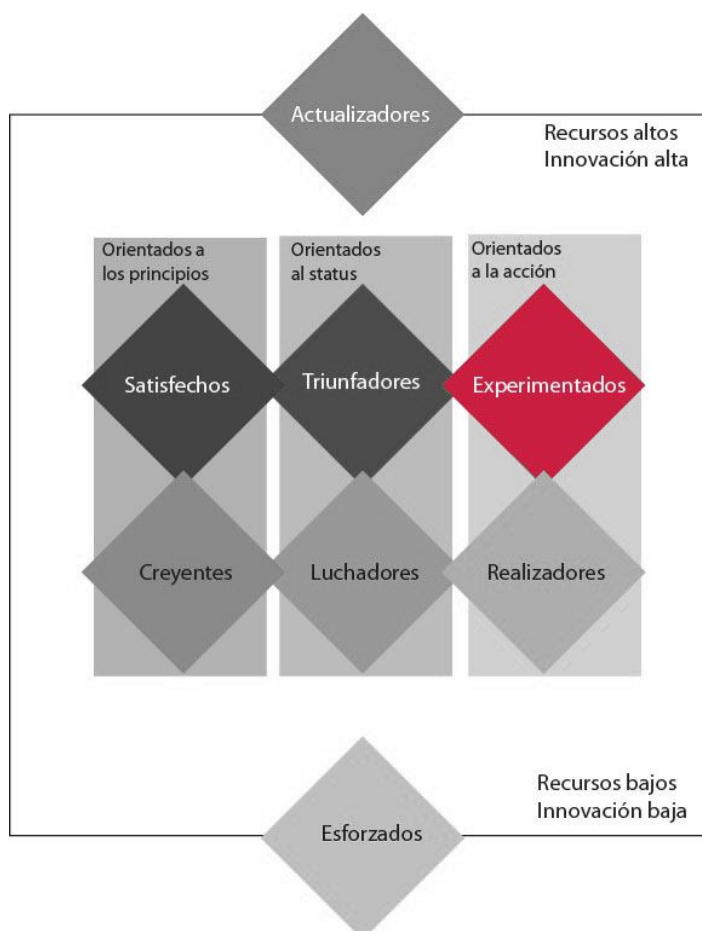 Actualizadores
Recursos altos
Innovación alta
Orientados a
los principios
Orientados
al status
Orientados
a la acción
Satisfechos
Triunfadores
Experimentados
Creyentes
Luchadores
Realizadores
Recursos bajos
Innovación baja
Esforzados